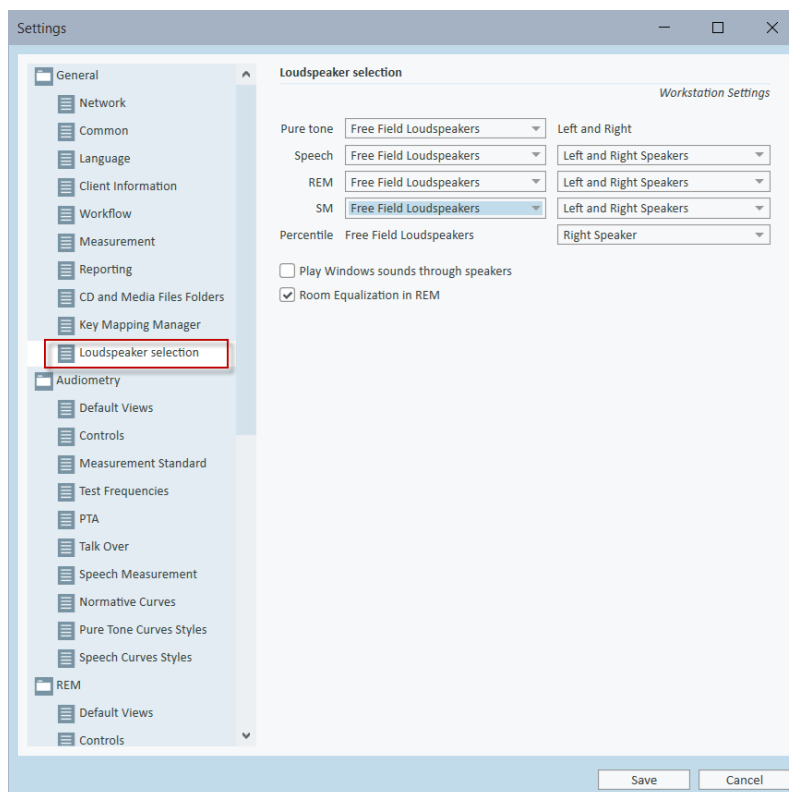 Settings
General
Network
Common
Language
Client Information
Workflow
Measurement
Reporting
CD and Media Files Folders
Key Mapping Manager
Loudspeaker selection
Audiometry
Default Views
Controls
Measurement Standard
Test Frequencies
PTA
Talk Over
Speech Measurement
Normative Curves
Pure Tone Curves Styles
Speech Curves Styles
REM
Default Views
Controls
Loudspeaker selection
Workstation Settings
Pure tone Free Field Loudspeakers Left and Right
Speech Free Field Loudspeakers Left and Right Speakers
REM Free Field Loudspeakers Left and Right Speakers
SM Free Field Loudspeakers Left and Right Speakers
Percentile Free Field Loudspeakers Right Speaker
Play Windows sounds through speakers
Room Equalization in REM
Save Cancel